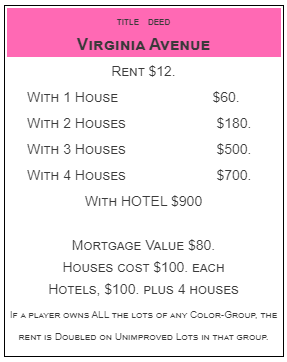 TITLE DEED
VIRGINIA AVENUE
RENT $12.
WITH 1 HOUSE $60.
WITH 2 HOUSES $180.
WITH 3 HOUSES $500.
WITH 4 HOUSES $700.
WITH HOTEL $900
MORTGAGE VALUE $80.
HOUSES COST $100. EACH
HOTELS, $100. PLUS 4 HOUSES
IF A PLAYER OWNS ALL THE LOTS OF ANY COLOR-GROUP, THE
RENT IS DOUBLED ON UNIMPROVED LOTS IN THAT GROUP.